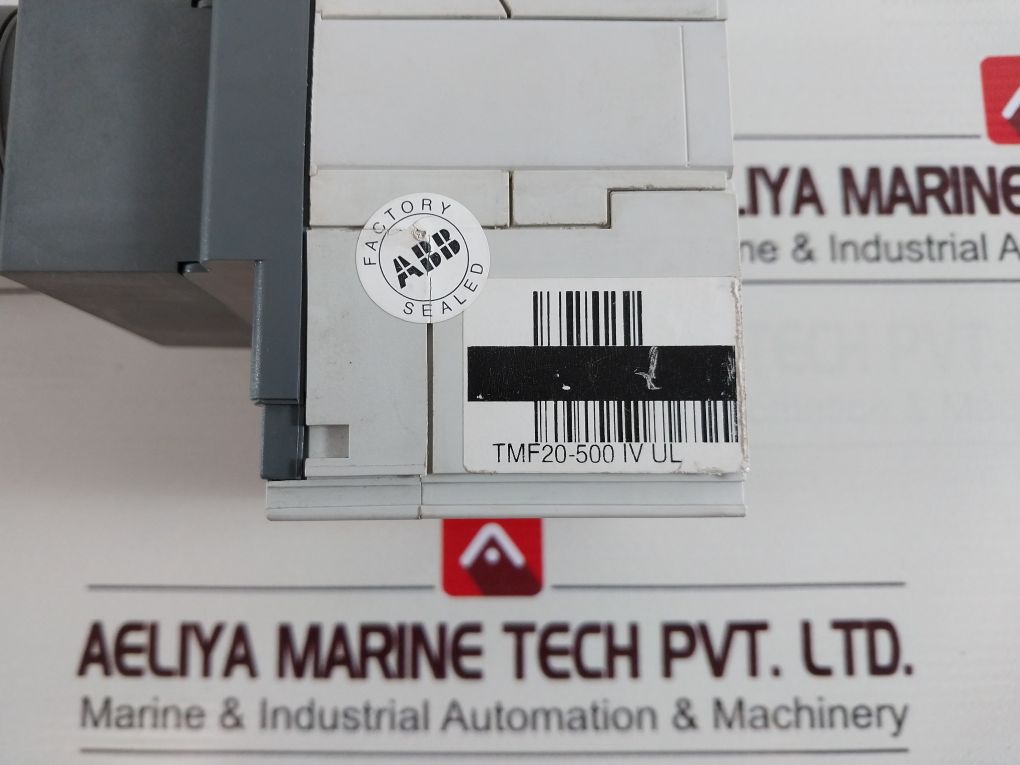 FACTORY
ABB
SEALED
LIYA MARINE
ne & Industrial A
TMF20-500 IV UL
AELIYA MARINE TECH PVT. LTD.
Marine & Industrial Automation & Machinery